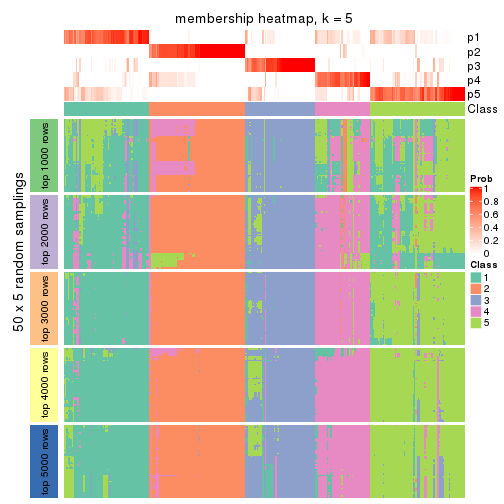 membership heatmap, k = 5
p1
p2
p3
p4
p5
Class
50 x 5 random samplings
top 1000 rows
top 2000 rows
top 3000 rows
top 4000 rows
top 5000 rows
Prob
1
0.8
0.6
0.4
0.2
0
Class
1
2
3
4
5